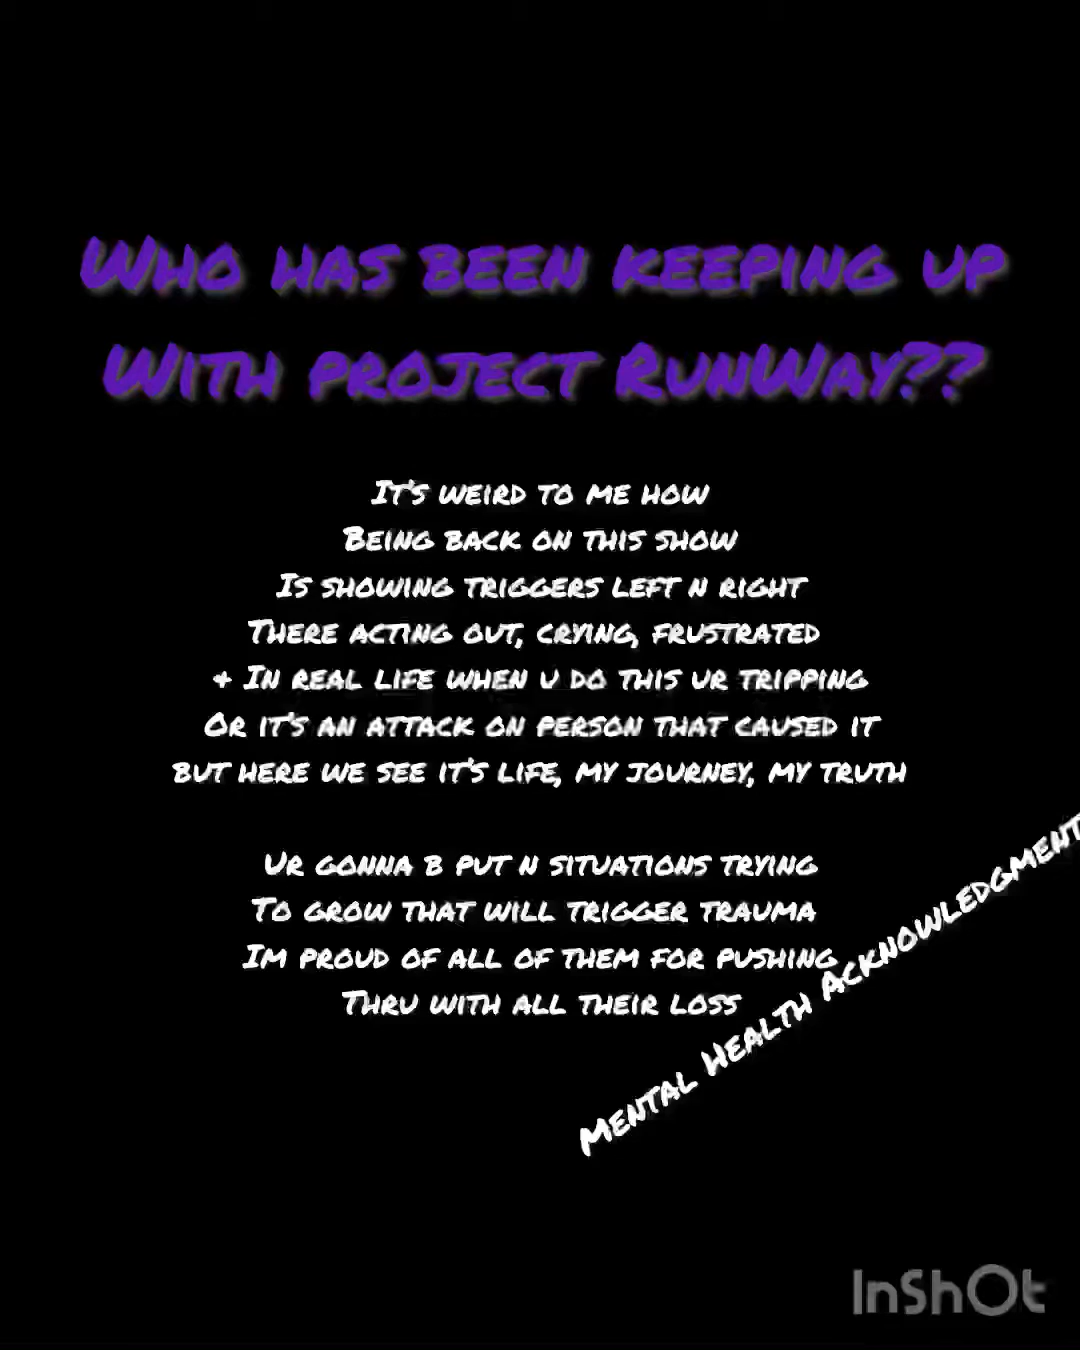 Who has been keeping up
With project RunWay??
It's weird to me how
Being back on this show
Is showing triggers left n right
There acting out, crying, frustrated
& In real life when u do this ur tripping
Or it's an attack on person that caused it
but here we see it's life, my journey, my truth
Ur gonna b put n situations trying
To grow that will trigger trauma
Im proud of all of them for pushing
Thru with all their loss
Mental Health Acknowledgment
InShOt